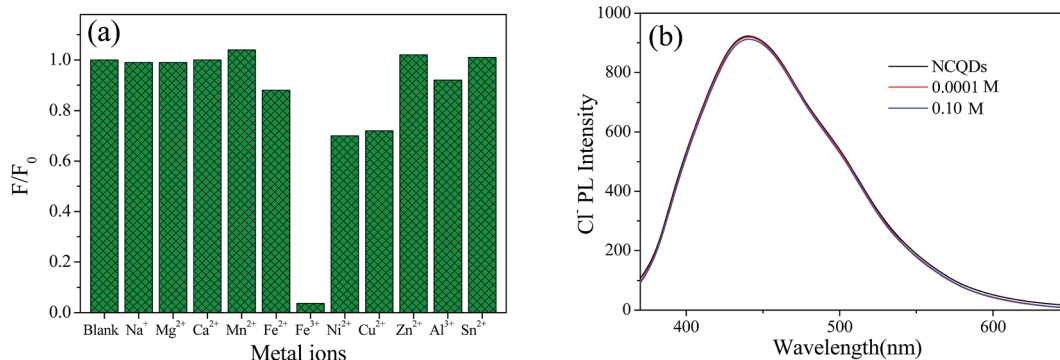 (a)
F/F₀
1.0
0.8
0.6
0.4
0.2
0.0
Blank Na⁺ Mg²⁺ Ca²⁺ Mn²⁺ Fe²⁺ Fe³⁺ Ni²⁺ Cu²⁺ Zn²⁺ Al³⁺ Sn²⁺
Metal ions
(b)
Cl⁻ PL Intensity
1000
800
600
400
200
0
NCQDs
0.0001 M
0.10 M
400 500 600
Wavelength(nm)